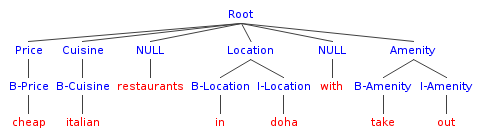 Root
Price Cuisine NULL Location NULL Amenity
B-Price B-Cuisine restaurants B-Location I-Location with B-Amenity I-Amenity
cheap italian in doha take out